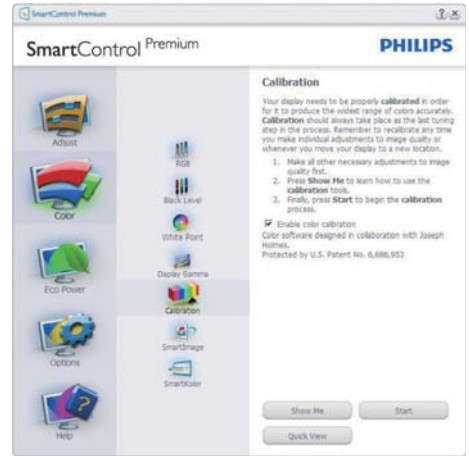 SmartControl Premium
SmartControl Premium
PHILIPS
Adjust
Color
Eco Power
Options
Help
RGB
Black Level
White Point
Display Gamma
Calibration
SmartImage
SmartKolor
Calibration
Your display needs to be properly calibrated in order
for it to produce the widest range of colors accurately.
Calibration should always take place as the last tuning
step in the process. Remember to recalibrate any time
you make individual adjustments to image quality or
whenever you move your display to a new location.
1. Make all other necessary adjustments to image
quality first.
2. Press Show Me to learn how to use the
calibration tools.
3. Finally, press Start to begin the calibration
process.
Enable color calibration
Color software designed in collaboration with Joseph
Holmes.
Protected by U.S. Patent No. 6,686,953
Show Me
Start
Quick View